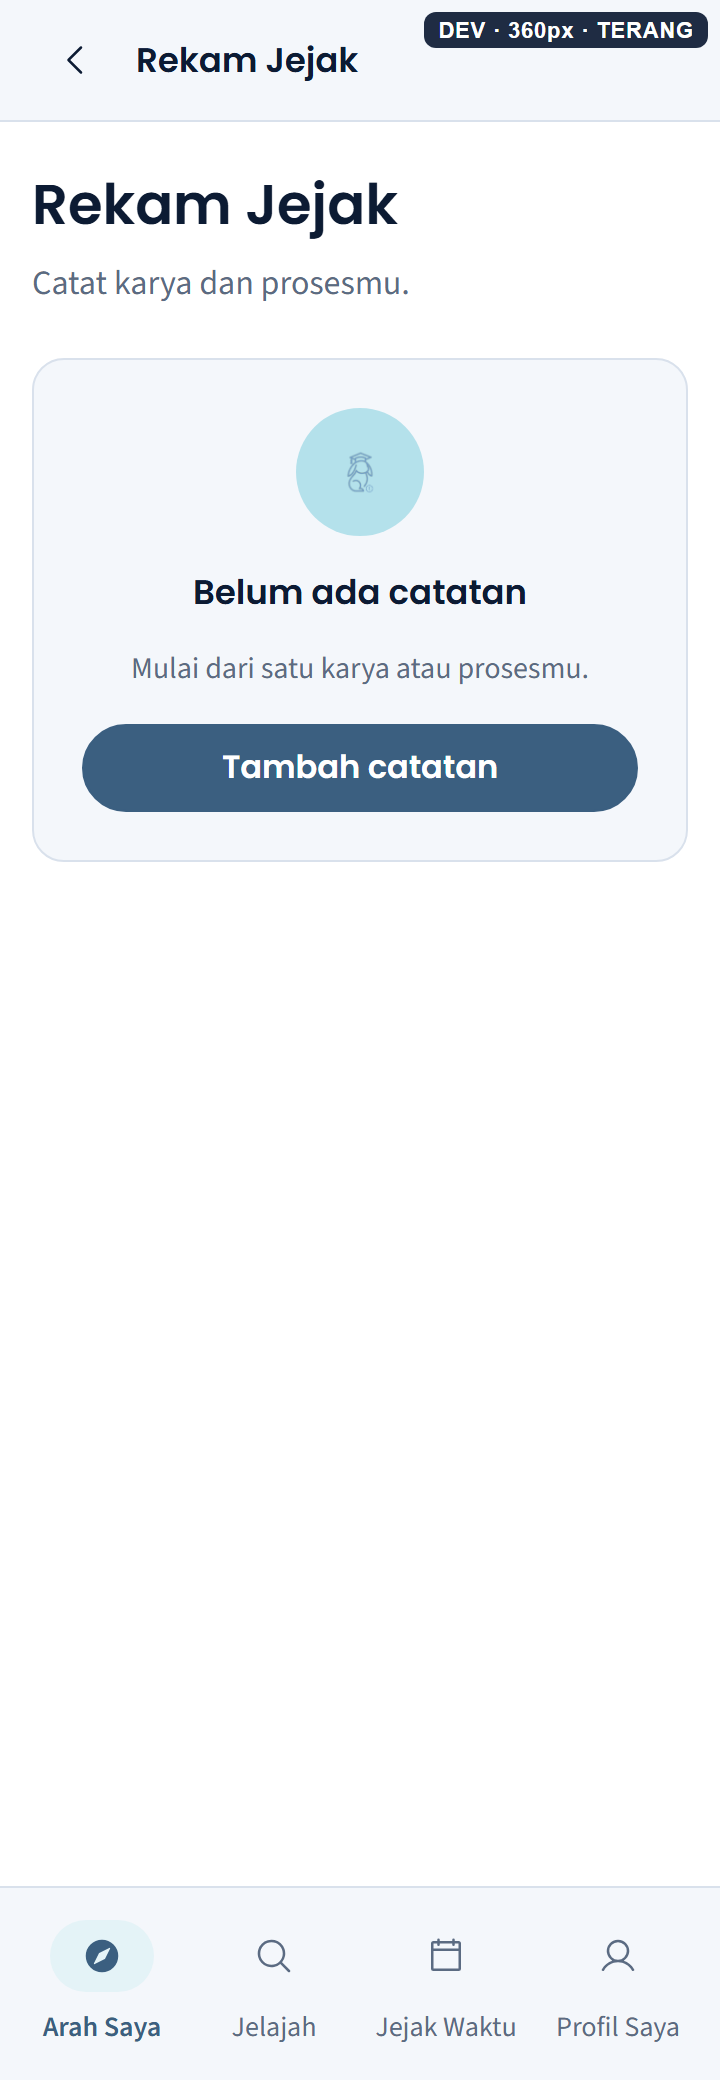 DEV · 360px · TERANG
Rekam Jejak
Rekam Jejak
Catat karya dan prosesmu.
Belum ada catatan
Mulai dari satu karya atau prosesmu.
Tambah catatan
Arah Saya
Jelajah
Jejak Waktu
Profil Saya